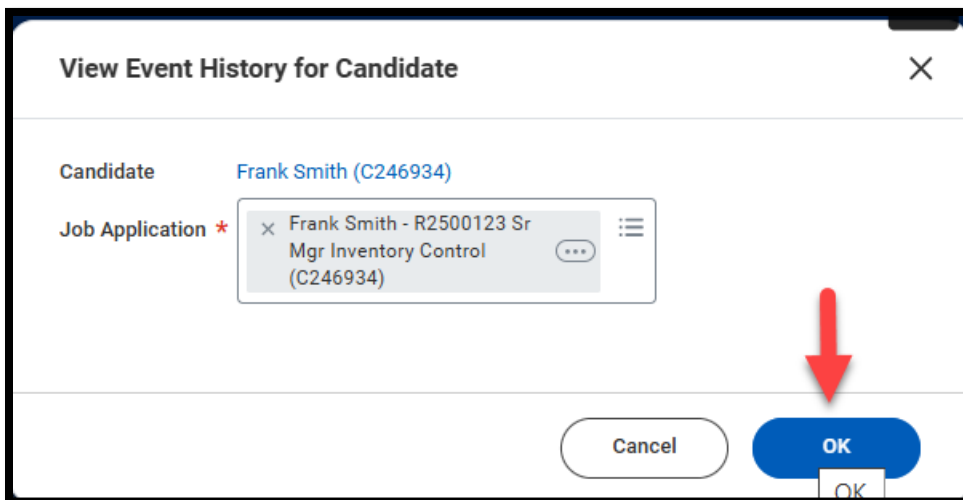 View Event History for Candidate
Candidate Frank Smith (C246934)
Job Application * Frank Smith - R2500123 Sr
Mgr Inventory Control
(C246934)
Cancel OK
OK